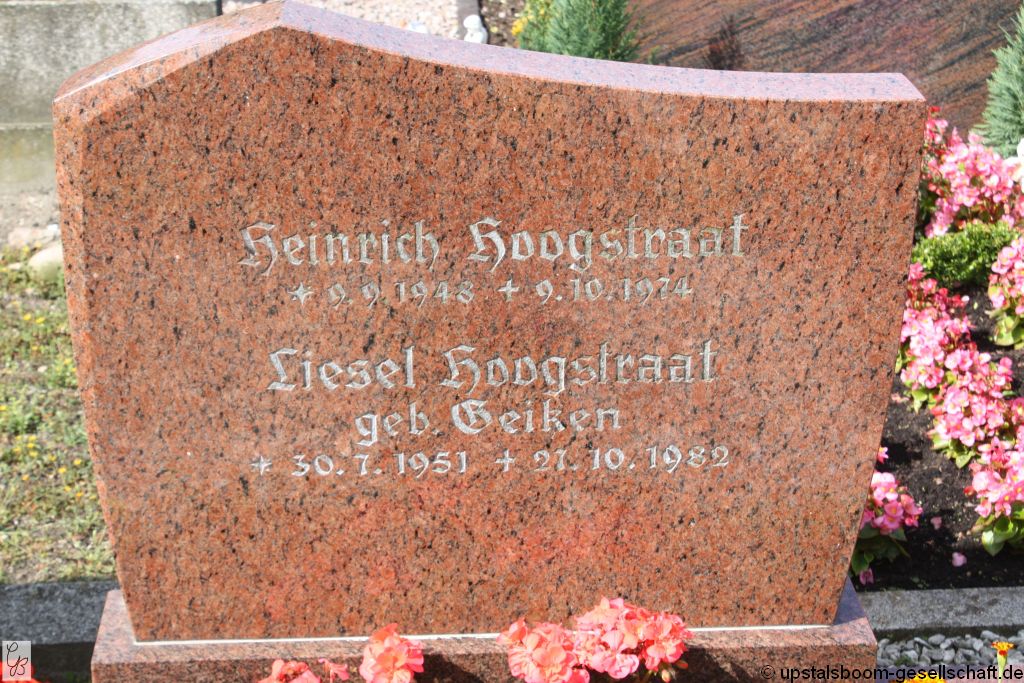 Heinrich Hoogstraat
* 9.9.1948 + 9.10.1974
Liesel Hoogstraat
geb. Geiken
* 30.7.1951 + 27.10.1982
GB
© upstalsboom-gesellschaft.de